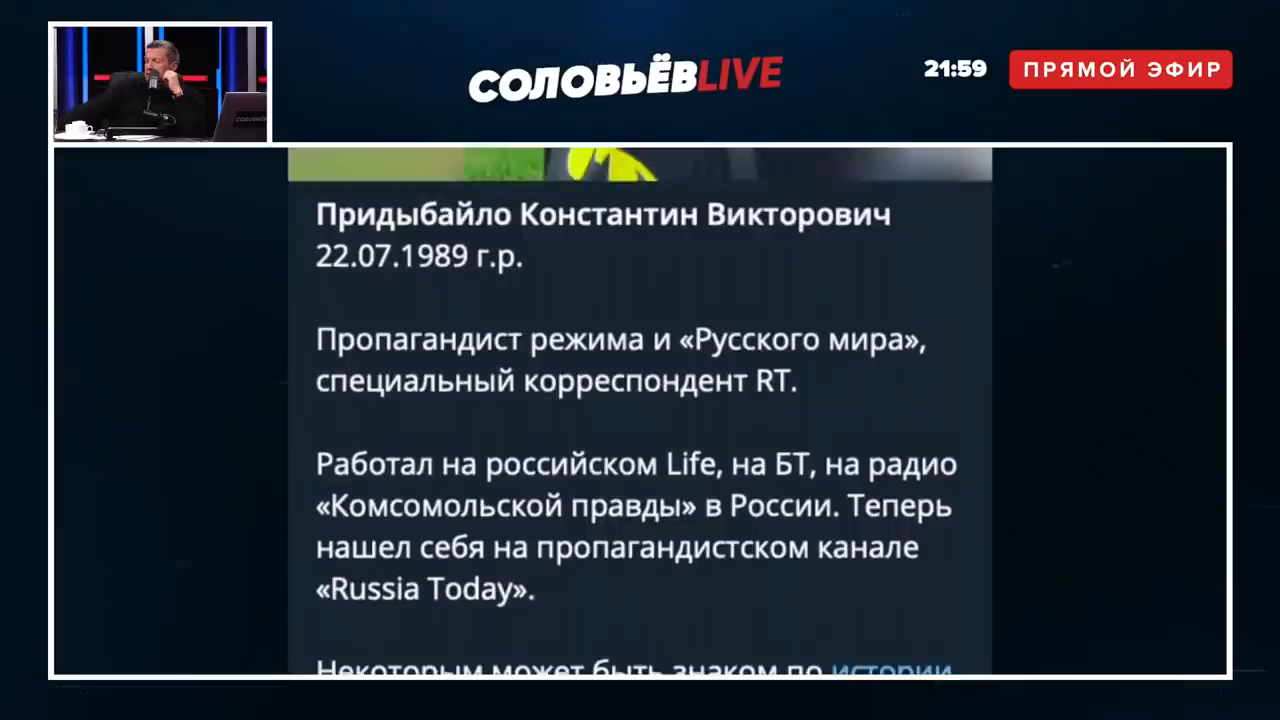 СОЛОВЬЁВLIVE
21:59
ПРЯМОЙ ЭФИР
Придыбайло Константин Викторович
22.07.1989 г.р.
Пропагандист режима и «Русского мира»,
специальный корреспондент RT.
Работал на российском Life, на БТ, на радио
«Комсомольской правды» в России. Теперь
нашел себя на пропагандистском канале
«Russia Today».
Некоторым может быть знаком по истории